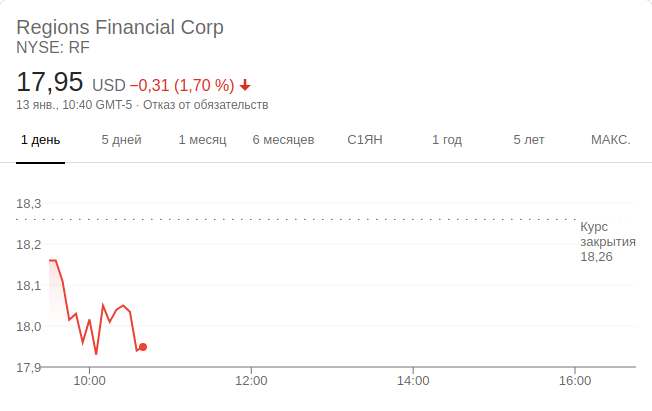 Regions Financial Corp
NYSE: RF
17,95 USD −0,31 (1,70 %)
13 янв., 10:40 GMT-5 · Отказ от обязательств
1 день 5 дней 1 месяц 6 месяцев С1ЯН 1 год 5 лет МАКС.
18,3
Курс
закрытия
18,26
18,2
18,1
18,0
17,9
10:00 12:00 14:00 16:00